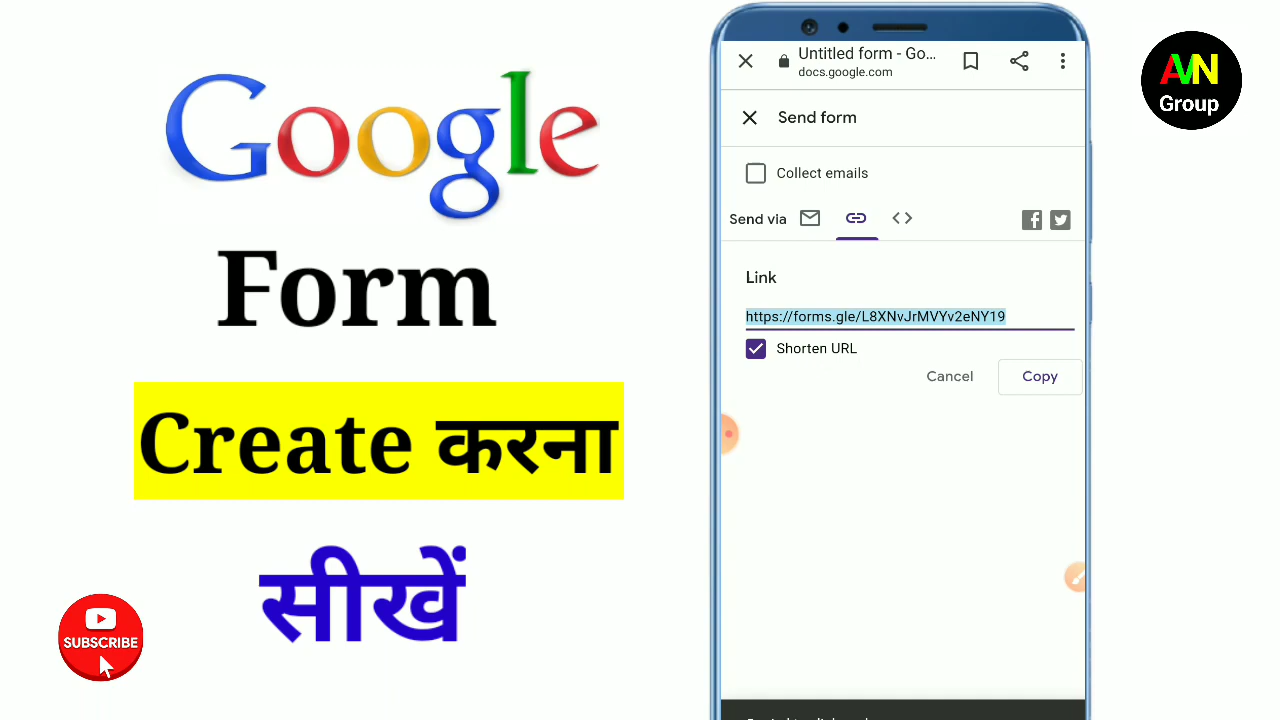 Google
Form
Create करना
सीखें
SUBSCRIBE
Untitled form - Go...
docs.google.com
Send form
Collect emails
Send via
Link
https://forms.gle/L8XNvJrMVYv2eNY19
Shorten URL
Cancel
Copy
AVN
Group